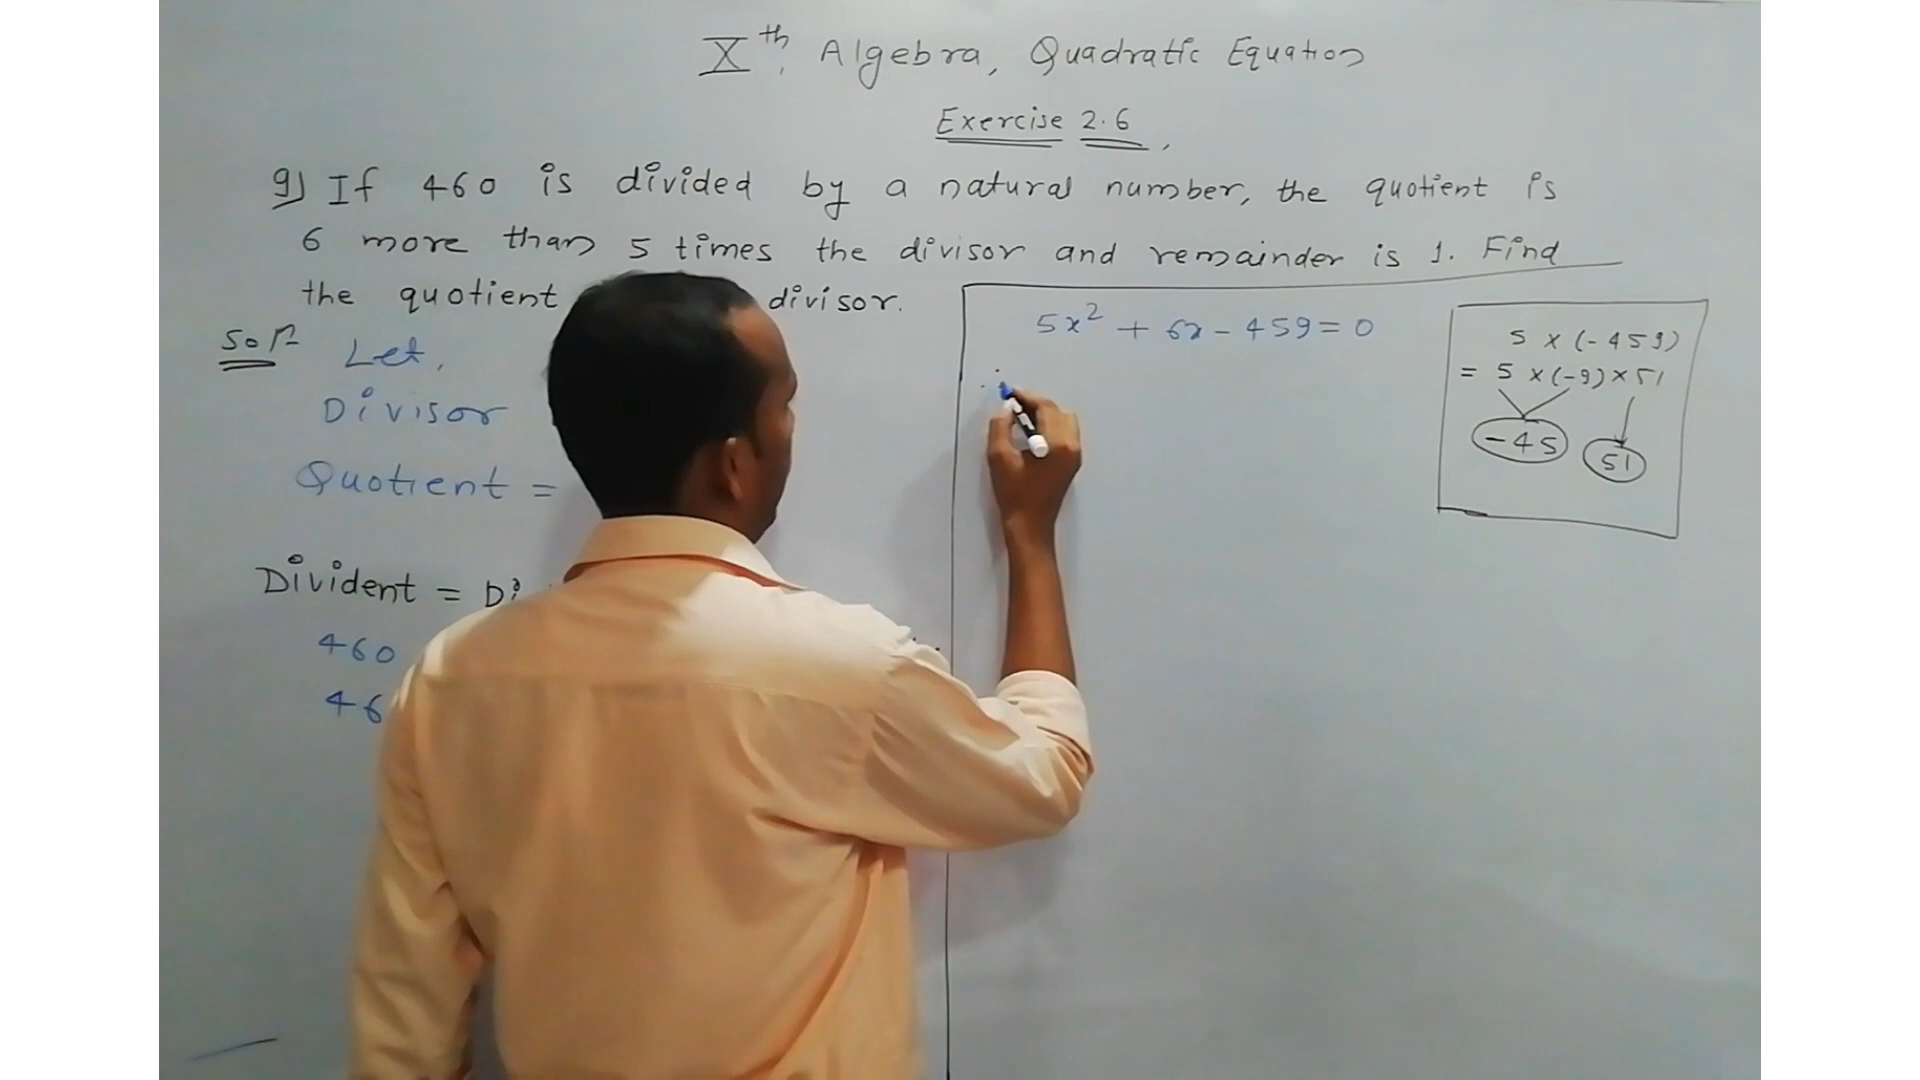 Xth, Algebra, Quadratic Equation
Exercise 2.6
9) If 460 is divided by a natural number, the quotient is
6 more than 5 times the divisor and remainder is 1. Find
the quotient divisor.
Solⁿ Let,
Divisor
Quotient =
Divident = Di
460
46
5x² + 6x - 459 = 0
∴
5 × (-459)
= 5 × (-9) × 51
-45 51